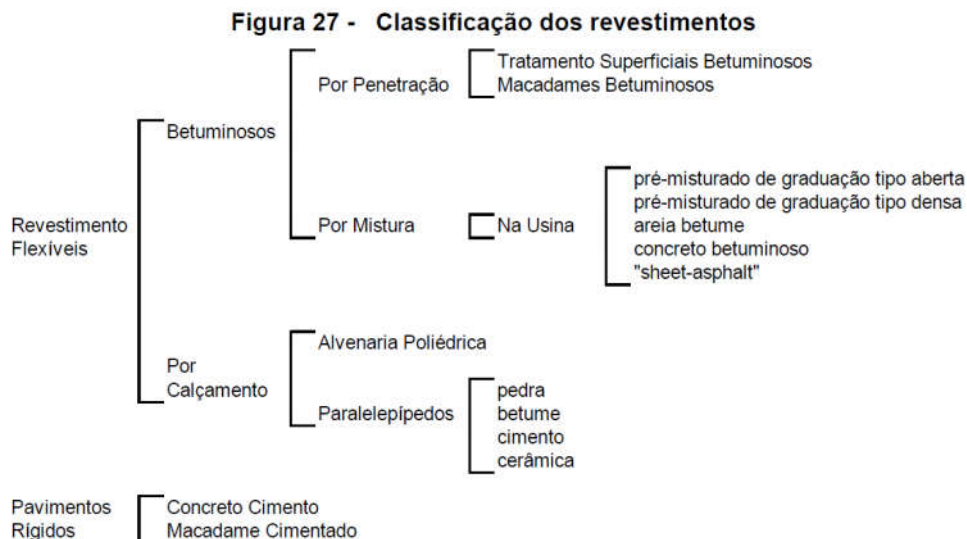 Figura 27 - Classificação dos revestimentos
Por Penetração
Tratamento Superficiais Betuminosos
Macadames Betuminosos
Betuminosos
Revestimento
Flexíveis
Por Mistura
Na Usina
pré-misturado de graduação tipo aberta
pré-misturado de graduação tipo densa
areia betume
concreto betuminoso
"sheet-asphalt"
Por
Calçamento
Alvenaria Poliédrica
Paralelepípedos
pedra
betume
cimento
cerâmica
Pavimentos
Rígidos
Concreto Cimento
Macadame Cimentado